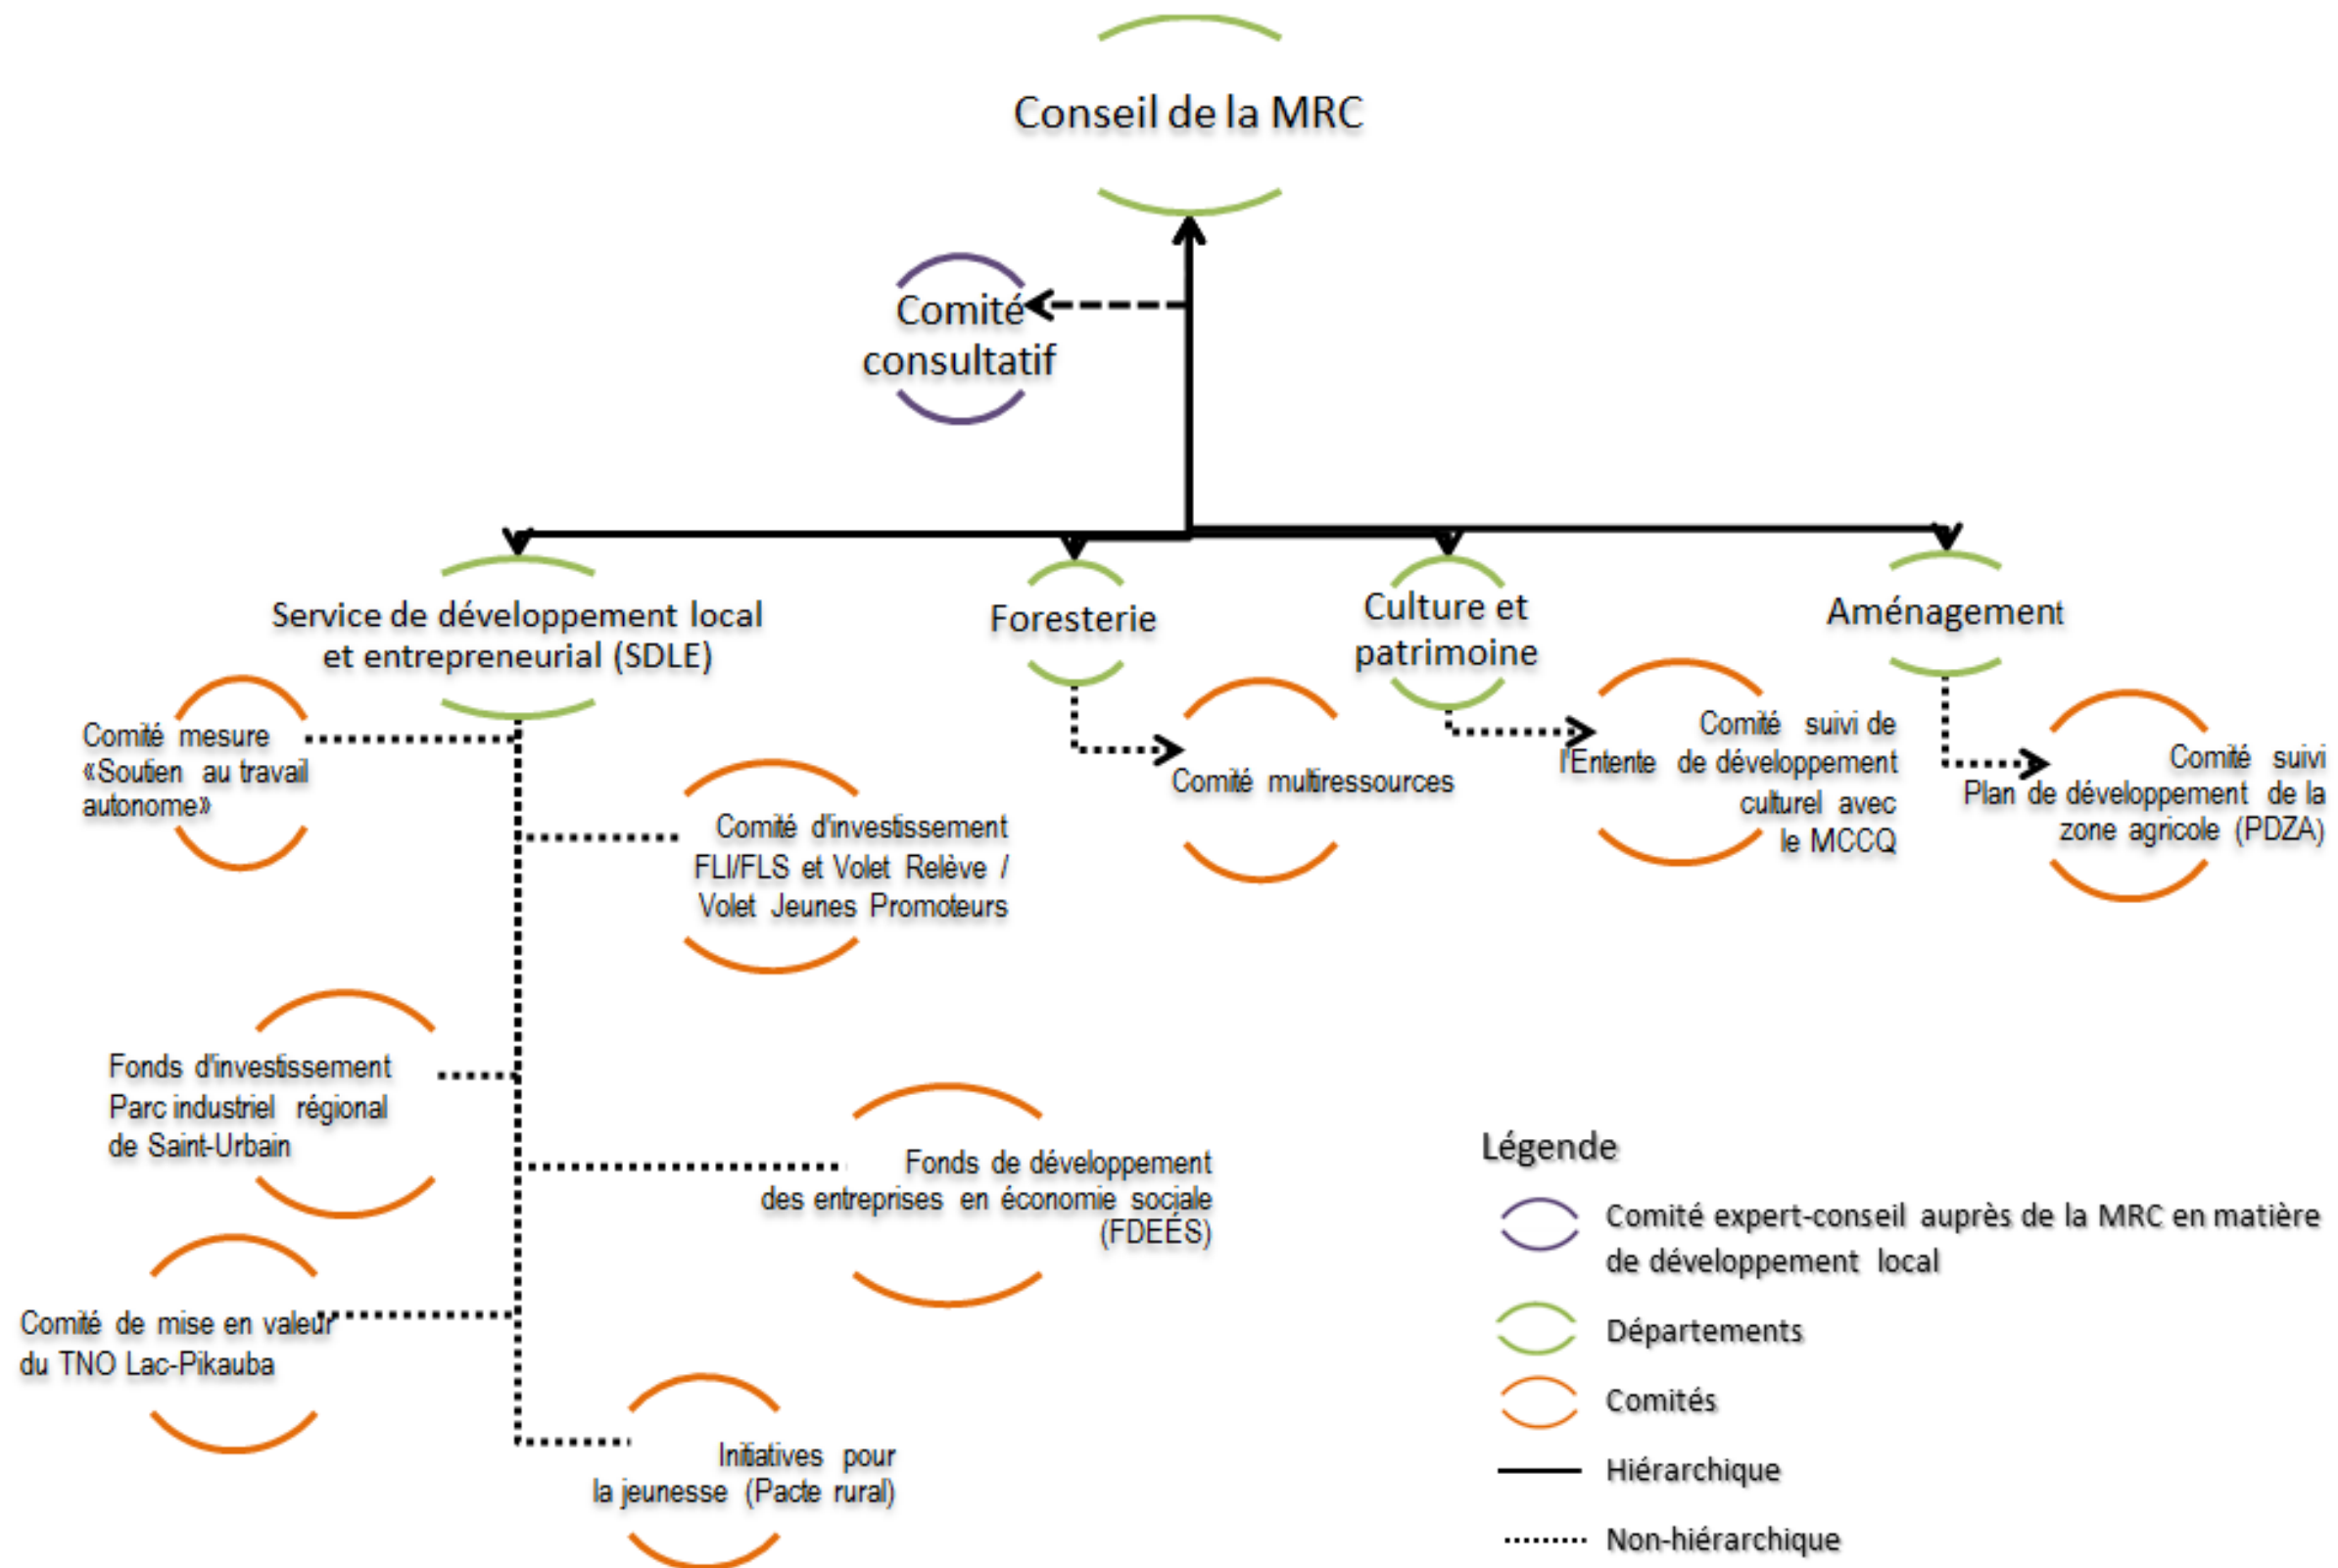 Conseil de la MRC
Comité
consultatif
Service de développement local
et entrepreneurial (SDLE)
Foresterie
Culture et
patrimoine
Aménagement
Comité mesure
«Soutien au travail
autonome»
Comité d'investissement
FLI/FLS et Volet Relève /
Volet Jeunes Promoteurs
Comité multiressources
Comité suivi de
l'Entente de développement
culturel avec
le MCCQ
Comité suivi
Plan de développement de la
zone agricole (PDZA)
Fonds d'investissement
Parc industriel régional
de Saint-Urbain
Fonds de développement
des entreprises en économie sociale
(FDEÉS)
Comité de mise en valeur
du TNO Lac-Pikauba
Initiatives pour
la jeunesse (Pacte rural)
Légende
Comité expert-conseil auprès de la MRC en matière
de développement local
Départements
Comités
Hiérarchique
Non-hiérarchique